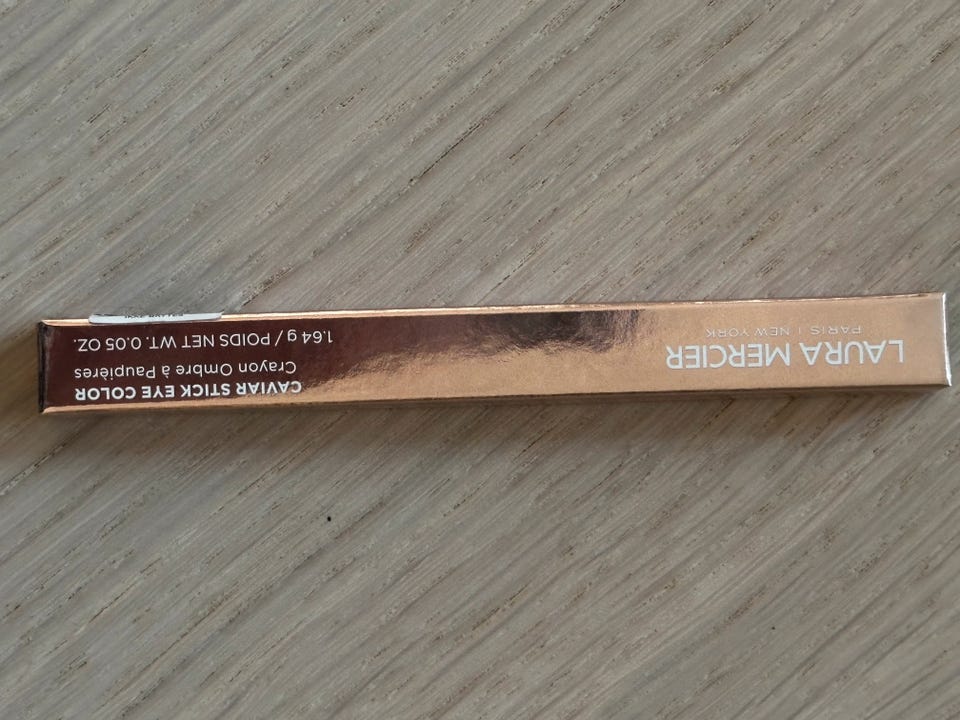 LAURA MERCIER
PARIS | NEW YORK
CAVIAR STICK EYE COLOR
Crayon Ombre à Paupières
1.64 g / POIDS NET WT. 0.05 OZ.